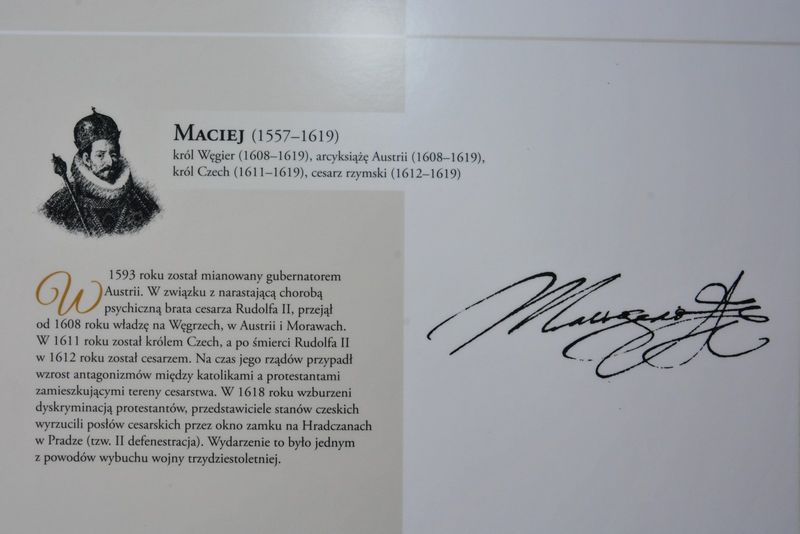 MACIEJ (1557–1619)
król Węgier (1608–1619), arcyksiążę Austrii (1608–1619),
król Czech (1611–1619), cesarz rzymski (1612–1619)
W 1593 roku został mianowany gubernatorem
Austrii. W związku z narastającą chorobą
psychiczną brata cesarza Rudolfa II, przejął
od 1608 roku władzę na Węgrzech, w Austrii i Morawach.
W 1611 roku został królem Czech, a po śmierci Rudolfa II
w 1612 roku został cesarzem. Na czas jego rządów przypadł
wzrost antagonizmów między katolikami a protestantami
zamieszkującymi tereny cesarstwa. W 1618 roku wzburzeni
dyskryminacją protestantów, przedstawiciele stanów czeskich
wyrzucili posłów cesarskich przez okno zamku na Hradczanach
w Pradze (tzw. II defenestracja). Wydarzenie to było jednym
z powodów wybuchu wojny trzydziestoletniej.